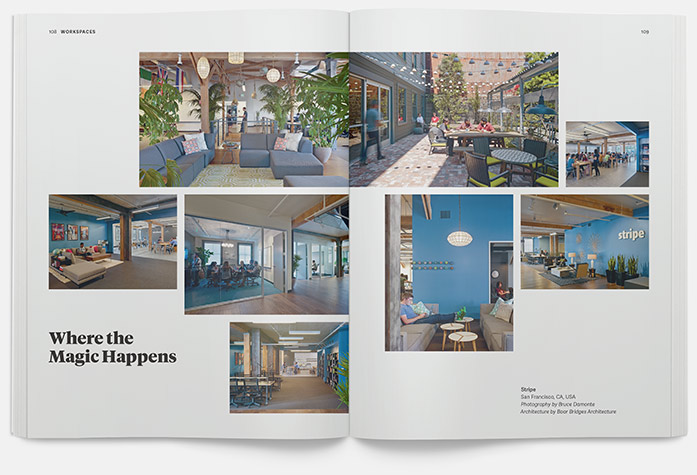 108 WORKSPACES
109
stripe
Where the
Magic Happens
Stripe
San Francisco, CA, USA
Photography by Bruce Damonte
Architecture by Boor Bridges Architecture